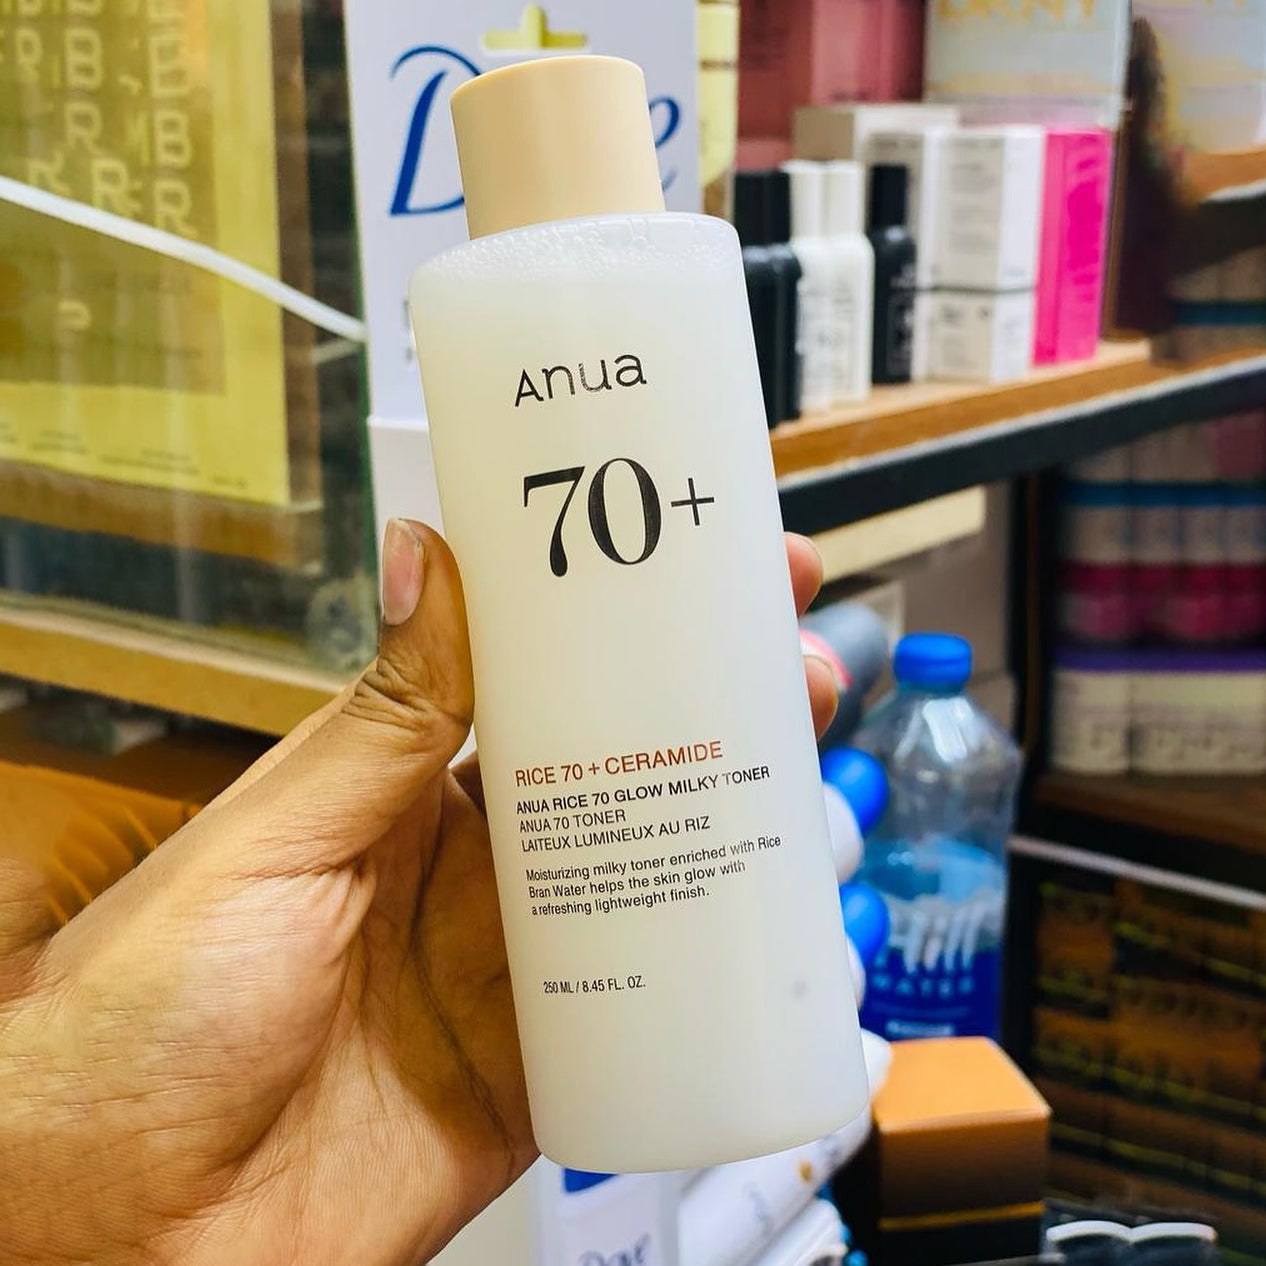 Anua
70+
RICE 70 + CERAMIDE
ANUA RICE 70 GLOW MILKY TONER
ANUA 70 TONER
LAITEUX LUMINEUX AU RIZ
Moisturizing milky toner enriched with Rice
Bran Water helps the skin glow with
a refreshing lightweight finish.
250 ML / 8.45 FL. OZ.
DKNY
WATER